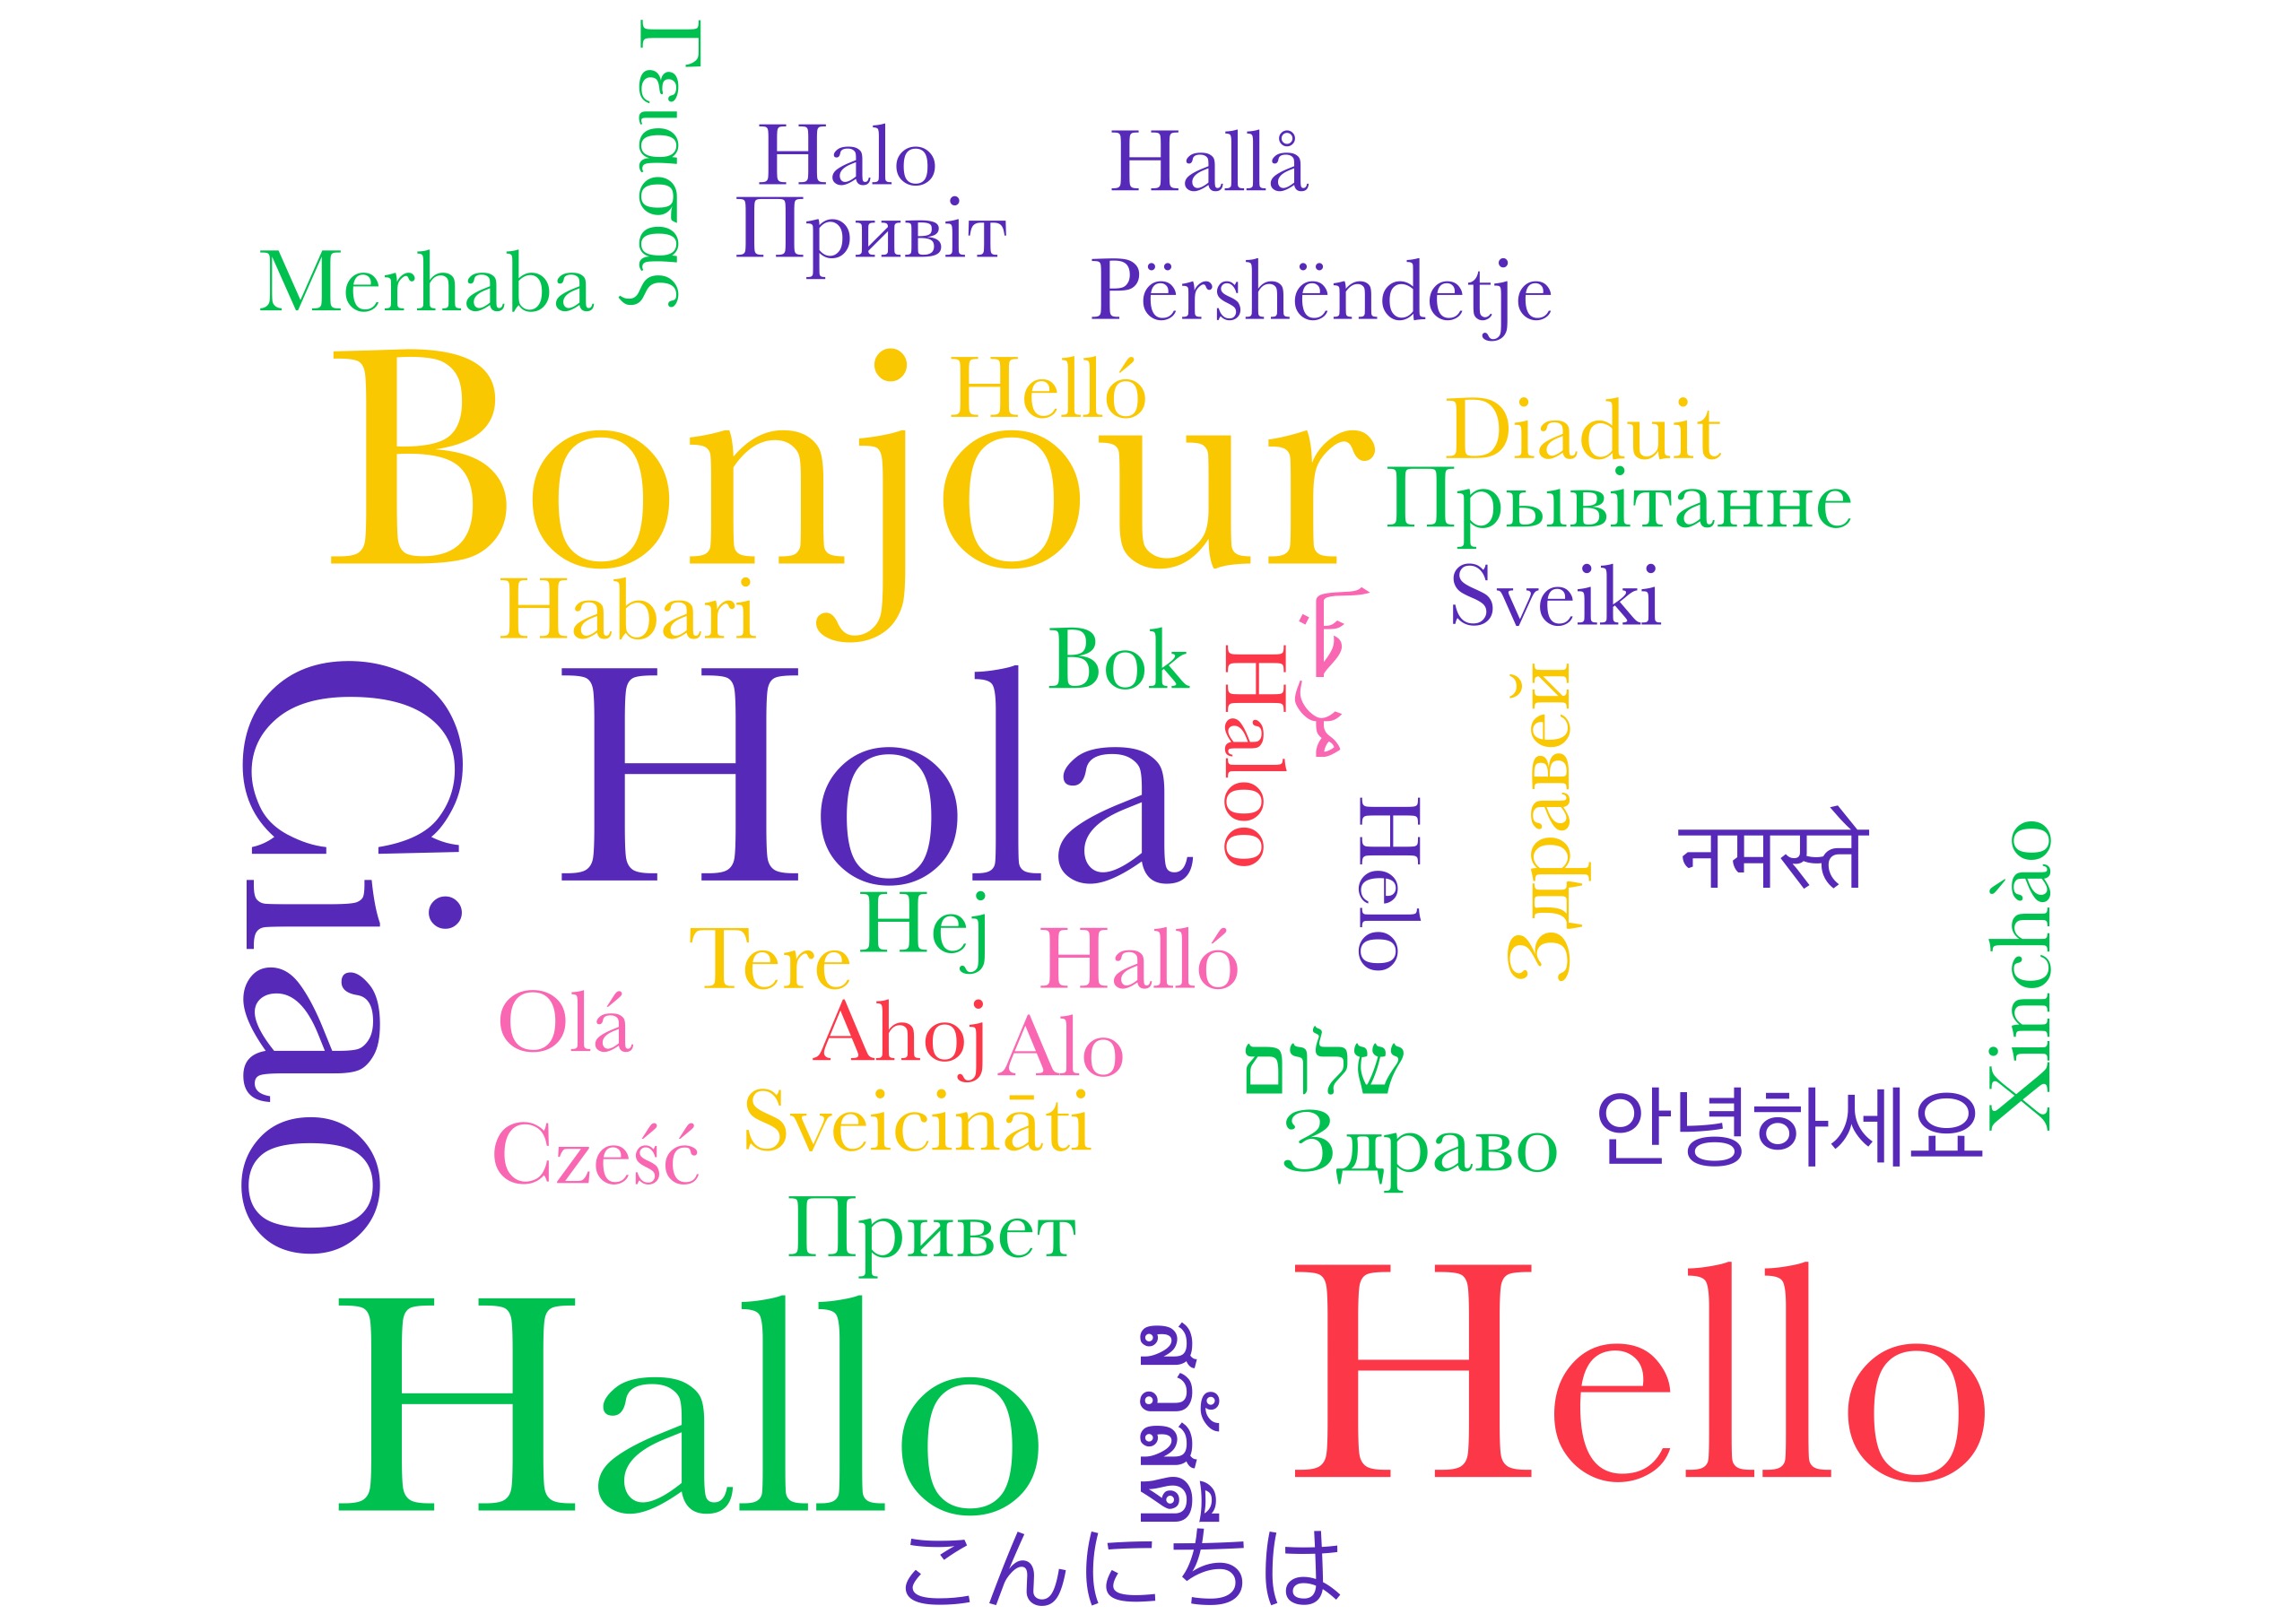 Γειασας
Halo
Hallå
Привіт
Merhaba
Përshëndetje
Bonjour
Helló
Diaduit
Прывітанне
Habari
Sveiki
Bok
Haloo
مرحبا
Здравей
Ciao
Hola
Helo
नमस्ते
Xinchào
Hej
Tere
Halló
Olá
Ahoj
Alo
שלום
안녕하세요
Sveicināti
Здраво
Czéść
Привет
Hallo
Hello
สวัสดี
こんにちは